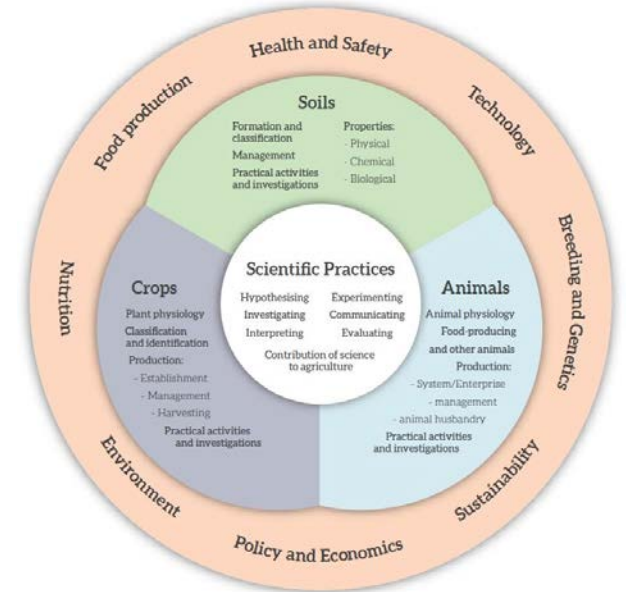 Health and Safety
Technology
Breeding and Genetics
Sustainability
Policy and Economics
Environment
Nutrition
Food production
Soils
Formation and
classification
Management
Practical activities
and investigations
Properties:
- Physical
- Chemical
- Biological
Scientific Practices
Hypothesising
Experimenting
Investigating
Communicating
Interpreting
Evaluating
Contribution of science
to agriculture
Crops
Plant physiology
Classification
and identification
Production:
- Establishment
- Management
- Harvesting
Practical activities
and investigations
Animals
Animal physiology
Food-producing
and other animals
Production:
- System/Enterprise
- management
- animal husbandry
Practical activities
and investigations